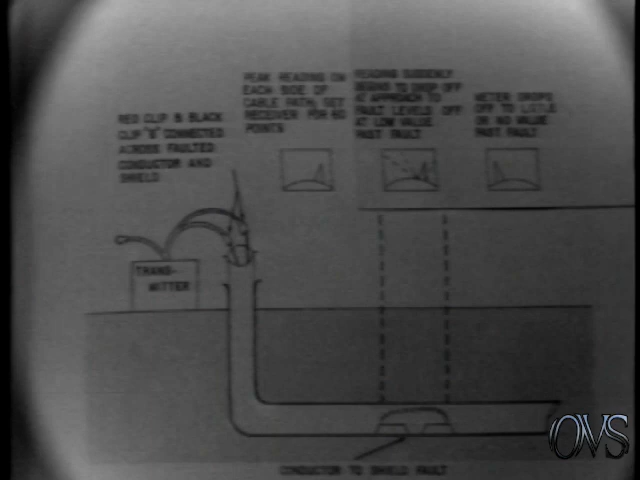 RED CLIP & BLACK
CLIP "B" CONNECTED
ACROSS FAULTED
CONDUCTOR AND
SHIELD
PEAK READING ON
EACH SIDE OF
CABLE PATH, SET
RECEIVER FOR 60
POINTS
READING SUDDENLY
BEGINS TO DROP OFF
AT APPROACH TO
FAULT LEVELS OFF
AT LOW VALUE
PAST FAULT
METER DROPS
OFF TO LITTLE
OR NO VALUE
PAST FAULT
TRANS-
MITTER
CONDUCTOR TO SHIELD FAULT
OVS